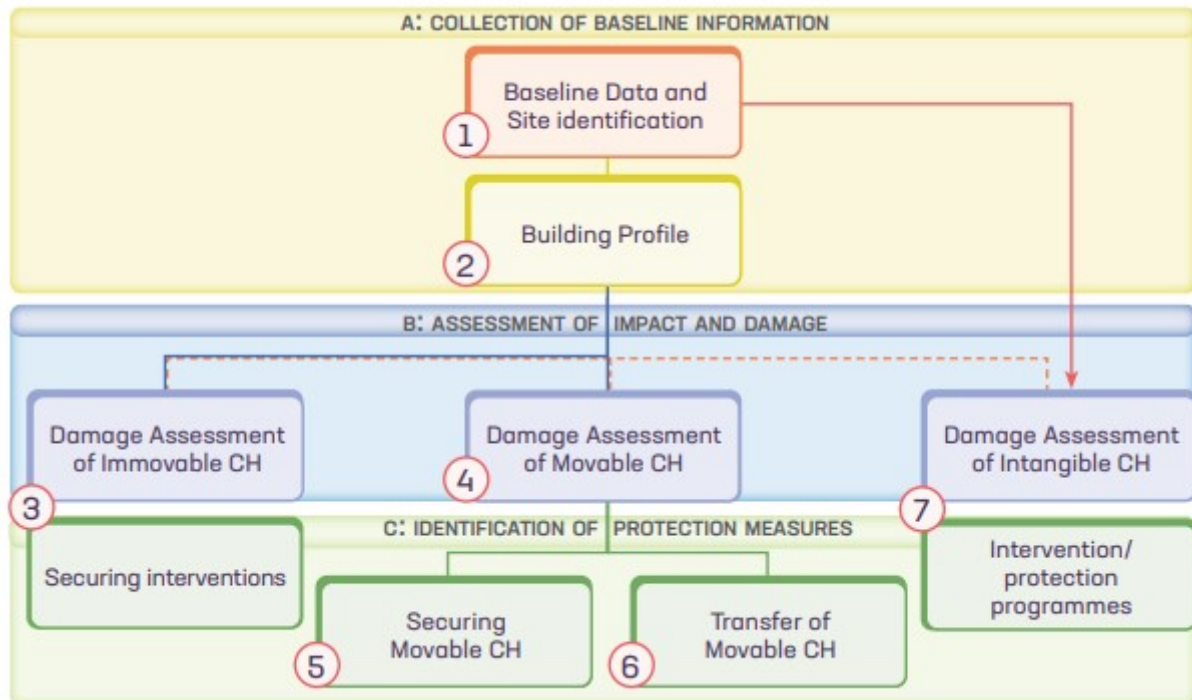 A: COLLECTION OF BASELINE INFORMATION
Baseline Data and
Site identification
1
Building Profile
2
B: ASSESSMENT OF IMPACT AND DAMAGE
Damage Assessment
of Immovable CH
3
Damage Assessment
of Movable CH
4
Damage Assessment
of Intangible CH
7
C: IDENTIFICATION OF PROTECTION MEASURES
Securing interventions
Securing
Movable CH
5
Transfer of
Movable CH
6
Intervention/
protection
programmes